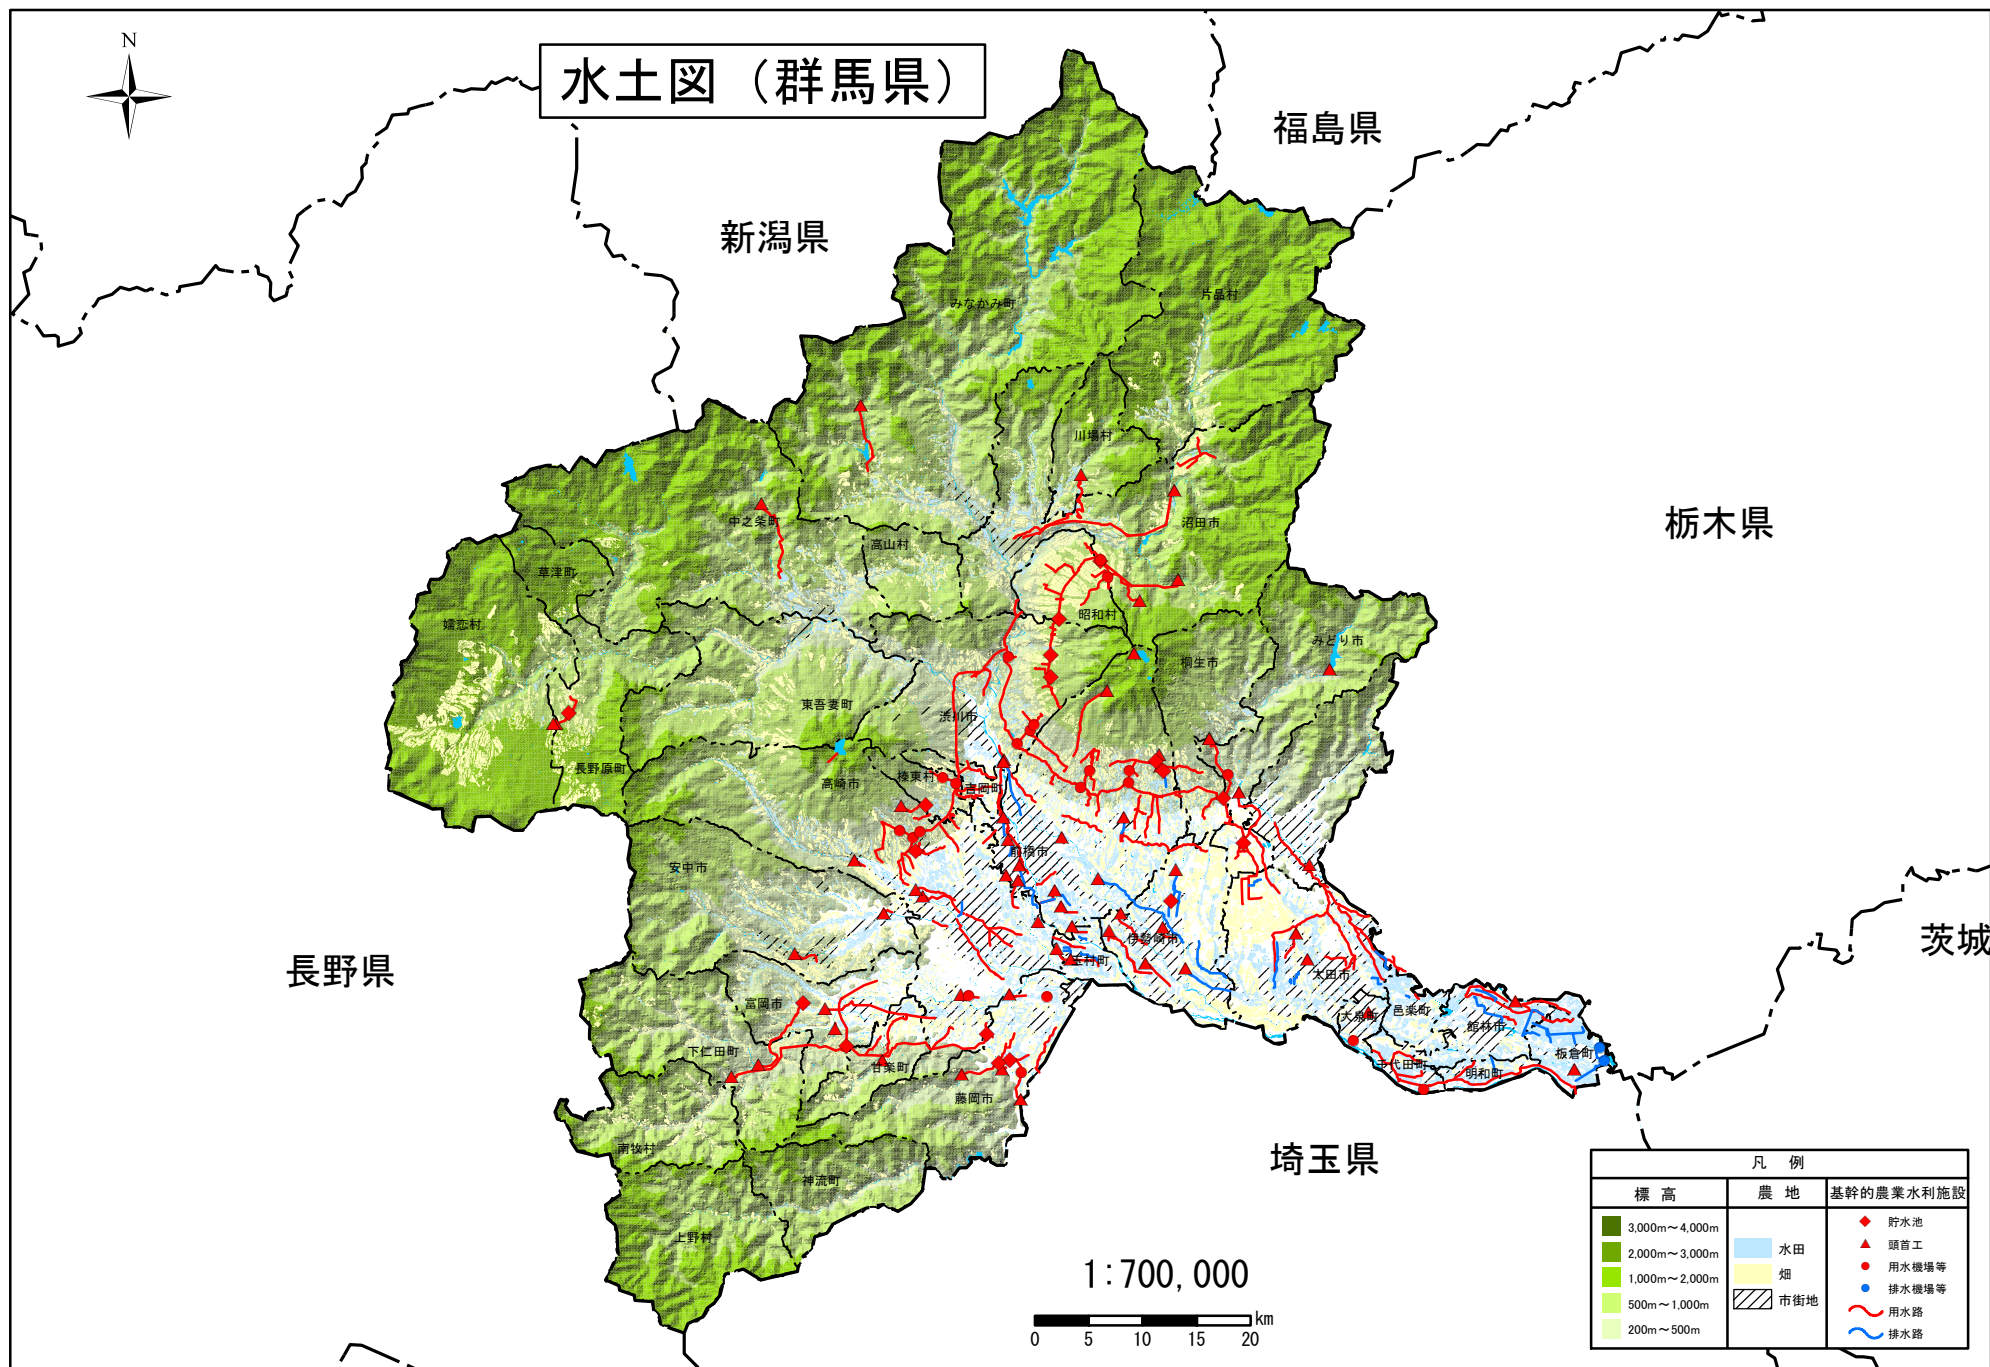 N
水土図（群馬県）
福島県
新潟県
みなかみ町
片品村
川場村
中之条町
沼田市
高山村
栃木県
草津町
昭和村
嬬恋村
みどり市
桐生市
東吾妻町
渋川市
長野原町
高崎市
榛東村
吉岡町
前橋市
安中市
茨城
伊勢崎市
玉村町
長野県
太田市
富岡市
大泉町
邑楽町
館林市
下仁田町
甘楽町
千代田町
明和町
板倉町
藤岡市
南牧村
神流町
埼玉県
上野村
1:700,000
km
0 5 10 15 20
凡 例
標 高
農 地
基幹的農業水利施設
3,000m～4,000m
2,000m～3,000m
1,000m～2,000m
500m～1,000m
200m～500m
水田
畑
市街地
貯水池
頭首工
用水機場等
排水機場等
用水路
排水路